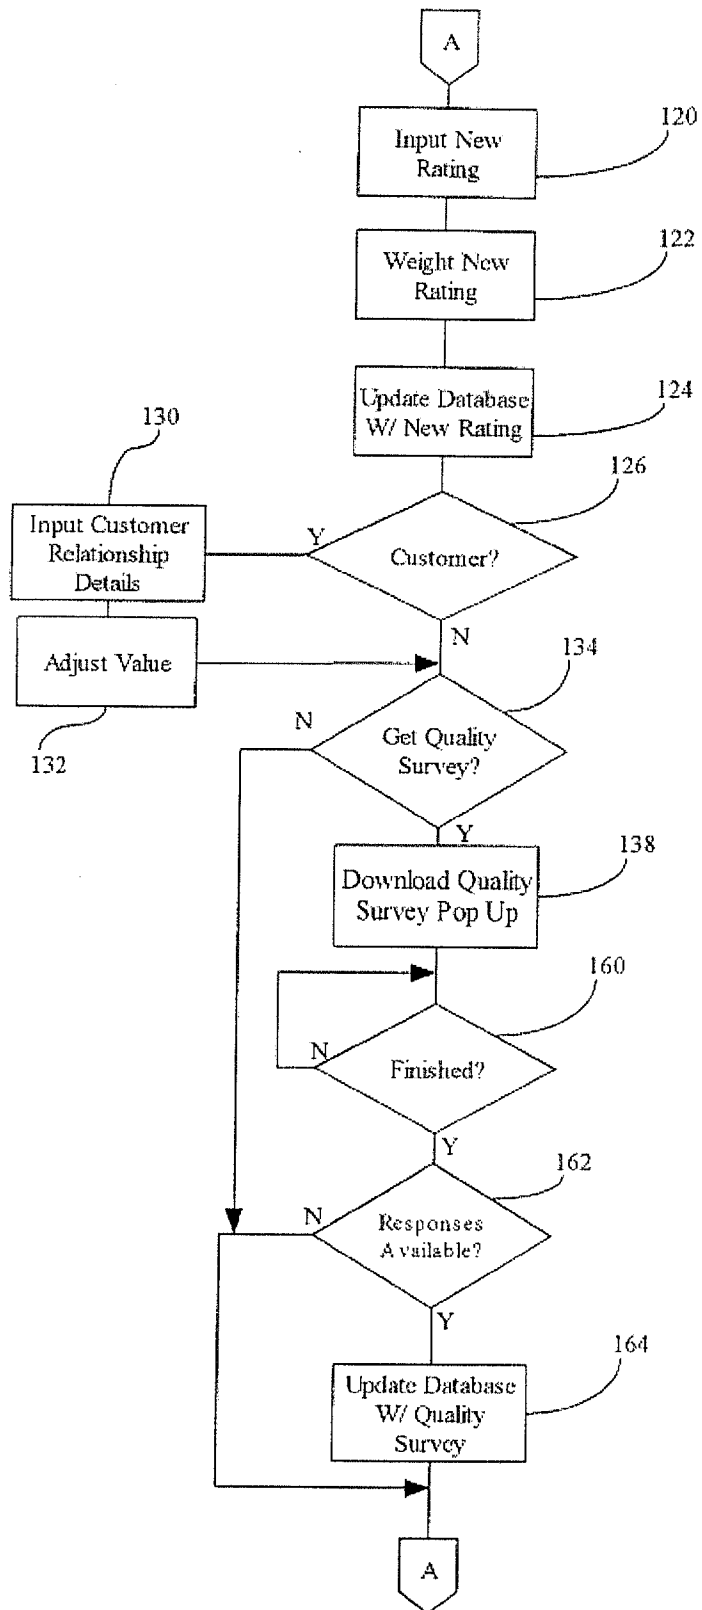 A
120
Input New
Rating
122
Weight New
Rating
124
Update Database
W/ New Rating
126
130
Customer?
Y
Input Customer
Relationship
Details
N
134
Adjust Value
132
N
Get Quality
Survey?
Y
138
Download Quality
Survey Pop Up
160
N
Finished?
Y
162
N
Responses
Available?
Y
164
Update Database
W/ Quality
Survey
A